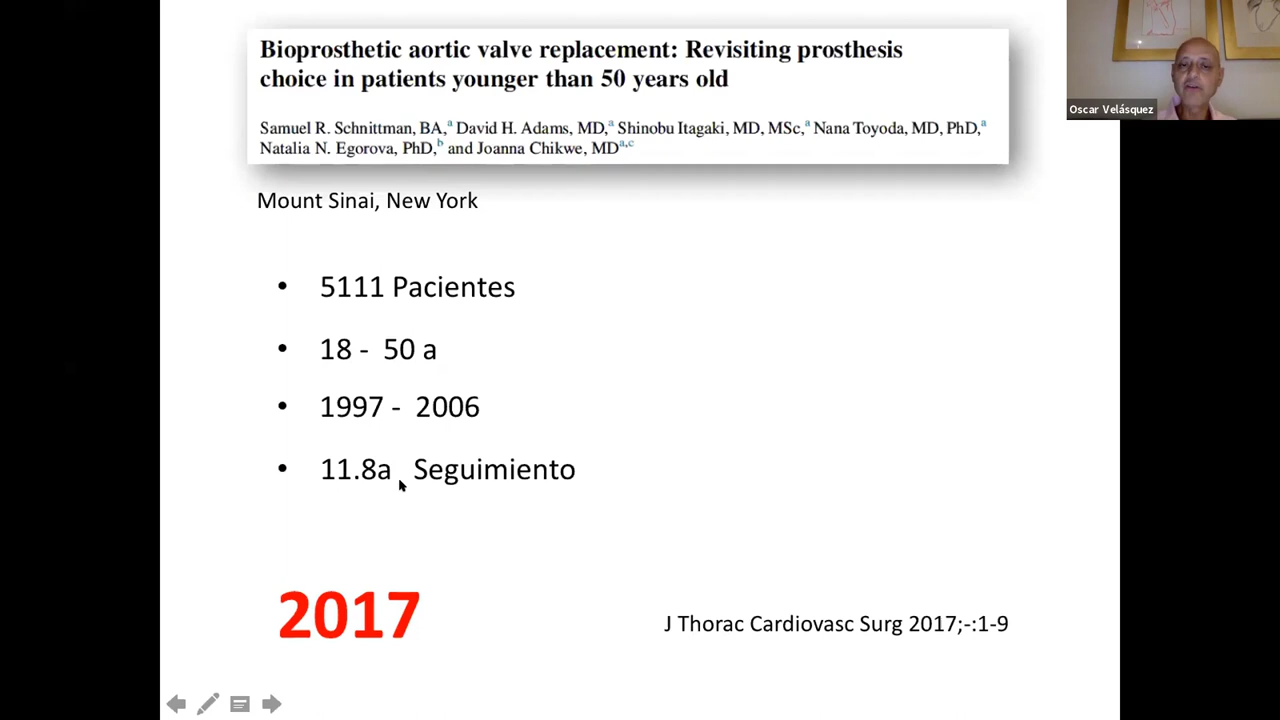 Bioprosthetic aortic valve replacement: Revisiting prosthesis
choice in patients younger than 50 years old
Samuel R. Schnittman, BA,a David H. Adams, MD,a Shinobu Itagaki, MD, MSc,a Nana Toyoda, MD, PhD,a
Natalia N. Egorova, PhD,b and Joanna Chikwe, MDa,c
Oscar Velásquez
Mount Sinai, New York
• 5111 Pacientes
• 18 - 50 a
• 1997 - 2006
• 11.8a Seguimiento
2017
J Thorac Cardiovasc Surg 2017;-:1-9